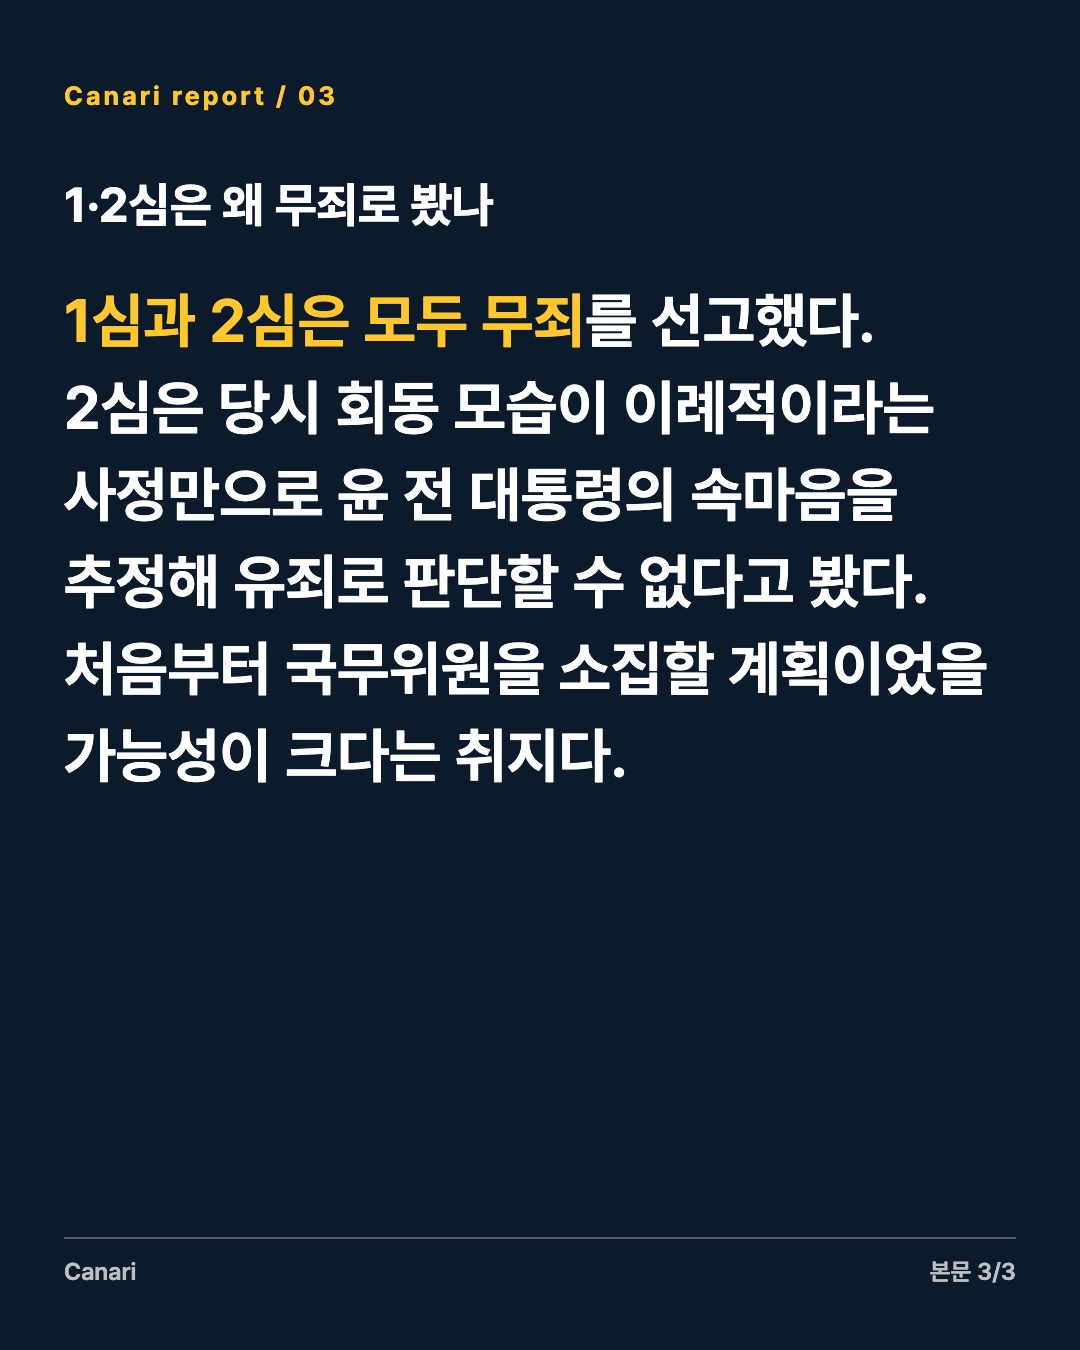 Canari report / 03
1·2심은 왜 무죄로 봤나
1심과 2심은 모두 무죄를 선고했다.
2심은 당시 회동 모습이 이례적이라는
사정만으로 윤 전 대통령의 속마음을
추정해 유죄로 판단할 수 없다고 봤다.
처음부터 국무위원을 소집할 계획이었을
가능성이 크다는 취지다.
Canari
본문 3/3